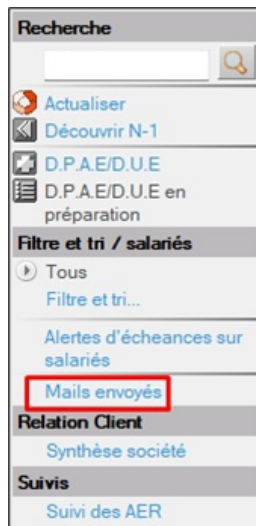 Recherche
Actualiser
Découvrir N-1
D.P.A.E/D.U.E
D.P.A.E/D.U.E en
préparation
Filtre et tri / salariés
Tous
Filtre et tri...
Alertes d'écheances sur
salariés
Mails envoyés
Relation Client
Synthèse société
Suivis
Suivi des AER